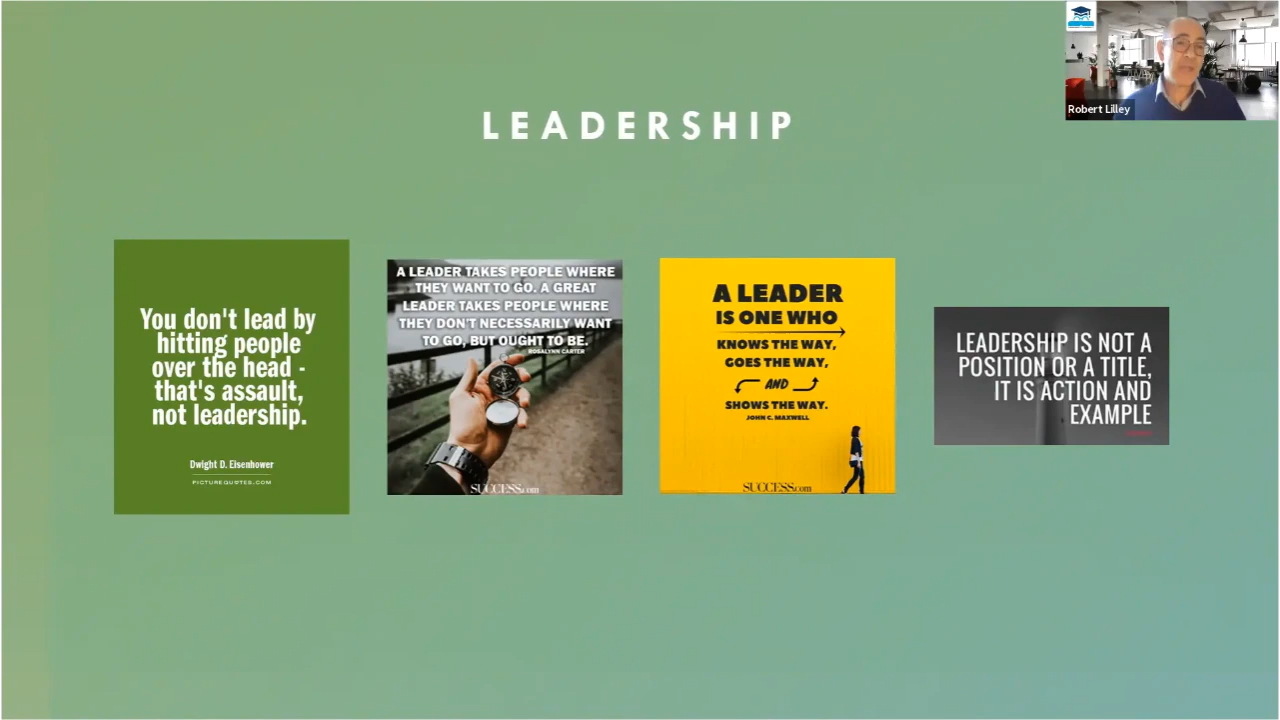 Robert Lilley
LEADERSHIP
You don't lead by
hitting people
over the head -
that's assault,
not leadership.
Dwight D. Eisenhower
PICTUREQUOTES.COM
A LEADER TAKES PEOPLE WHERE
THEY WANT TO GO. A GREAT
LEADER TAKES PEOPLE WHERE
THEY DON'T NECESSARILY WANT
TO GO, BUT OUGHT TO BE.
ROSALYNN CARTER
SUCCESS.com
A LEADER
IS ONE WHO
KNOWS THE WAY,
GOES THE WAY,
AND
SHOWS THE WAY.
JOHN C. MAXWELL
SUCCESS.com
LEADERSHIP IS NOT A
POSITION OR A TITLE,
IT IS ACTION AND
EXAMPLE